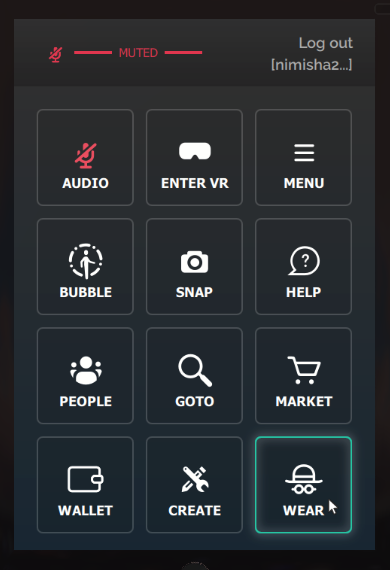 MUTED
Log out
[nimisha2...]
AUDIO
ENTER VR
MENU
BUBBLE
SNAP
?
HELP
PEOPLE
GOTO
MARKET
WALLET
CREATE
WEAR